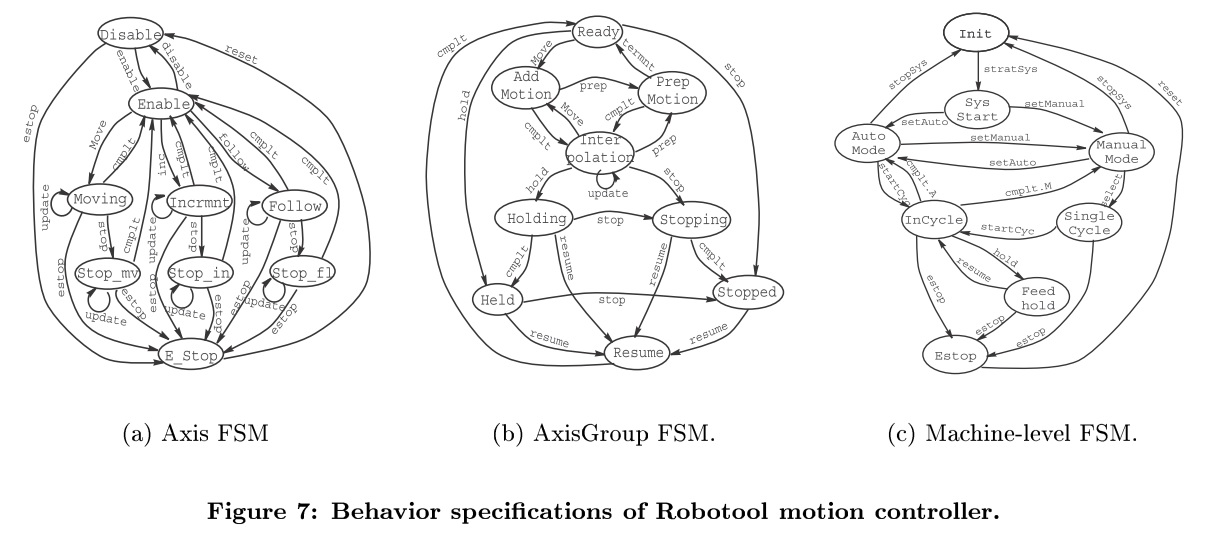 Disable
enable
disable
reset
estop
Enable
Move
cmplt
inc
cmplt
cmplt
follow
cmplt
cmplt
update
Moving
update
Incrmnt
update
Follow
stop
cmplt
stop
stop
Stop_mv
Stop_in
Stop_fl
estop
update
estop
estop
update
estop
estop
update
estop
E_Stop
(a) Axis FSM
cmplt
Ready
Move
termnt
stop
hold
Add
Motion
prep
Prep
Motion
cmplt
Move
cmplt
prep
Inter
polation
update
hold
stop
Holding
stop
Stopping
cmplt
resume
resume
cmplt
Held
stop
Stopped
resume
resume
Resume
(b) AxisGroup FSM.
Init
stopSys
stratSys
stopSys
reset
Sys
Start
setManual
setAuto
Auto
Mode
setManual
setAuto
Manual
Mode
startCyc
cmplt.A
cmplt.M
select
InCycle
startCyc
Single
Cycle
hold
resume
estop
Feed
hold
estop
estop
Estop
(c) Machine-level FSM.
Figure 7: Behavior specifications of Robotool motion controller.